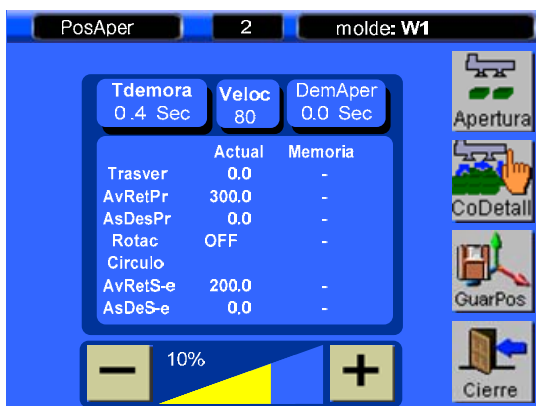 PosAper 2 molde: W1
Tdemora Veloc DemAper
0.4 Sec 80 0.0 Sec
Apertura
Actual Memoria
Trasver 0.0 -
AvRetPr 300.0 -
AsDesPr 0.0 -
Rotac OFF -
Circulo
AvRetS-e 200.0 -
AsDeS-e 0,0 -
CoDetall
GuarPos
10%
− +
Cierre